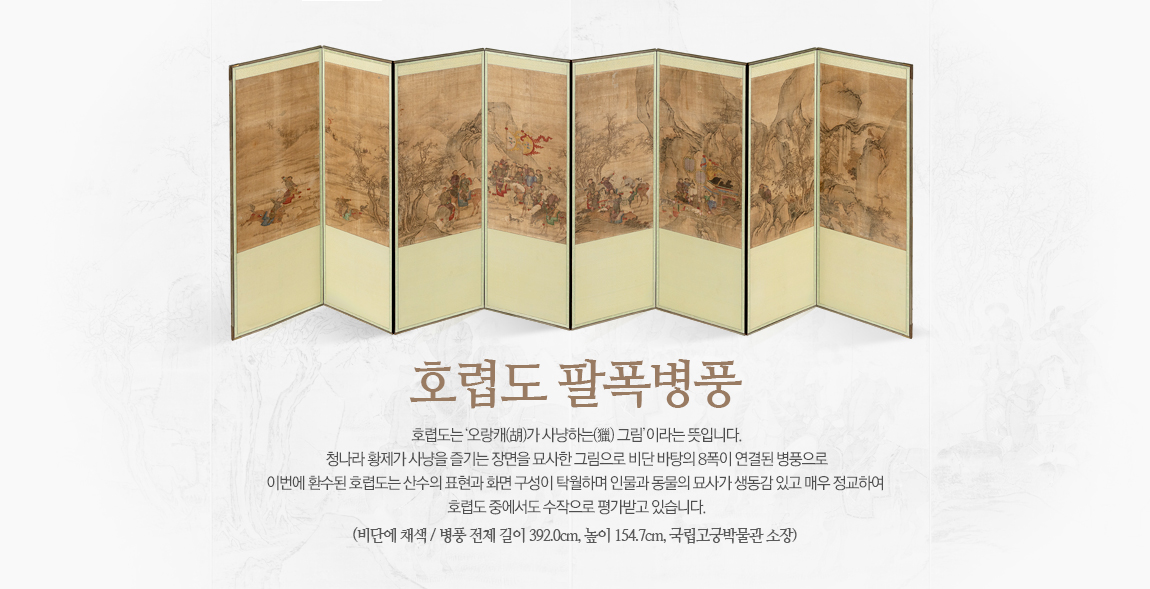 호렵도 팔폭병풍
호렵도는 ‘오랑캐(胡)가 사냥하는(獵) 그림’이라는 뜻입니다.
청나라 황제가 사냥을 즐기는 장면을 묘사한 그림으로 비단 바탕의 8폭이 연결된 병풍으로
이번에 환수된 호렵도는 산수의 표현과 화면 구성이 탁월하며 인물과 동물의 묘사가 생동감 있고 매우 정교하여
호렵도 중에서도 수작으로 평가받고 있습니다.
(비단에 채색 / 병풍 전체 길이 392.0cm, 높이 154.7cm, 국립고궁박물관 소장)